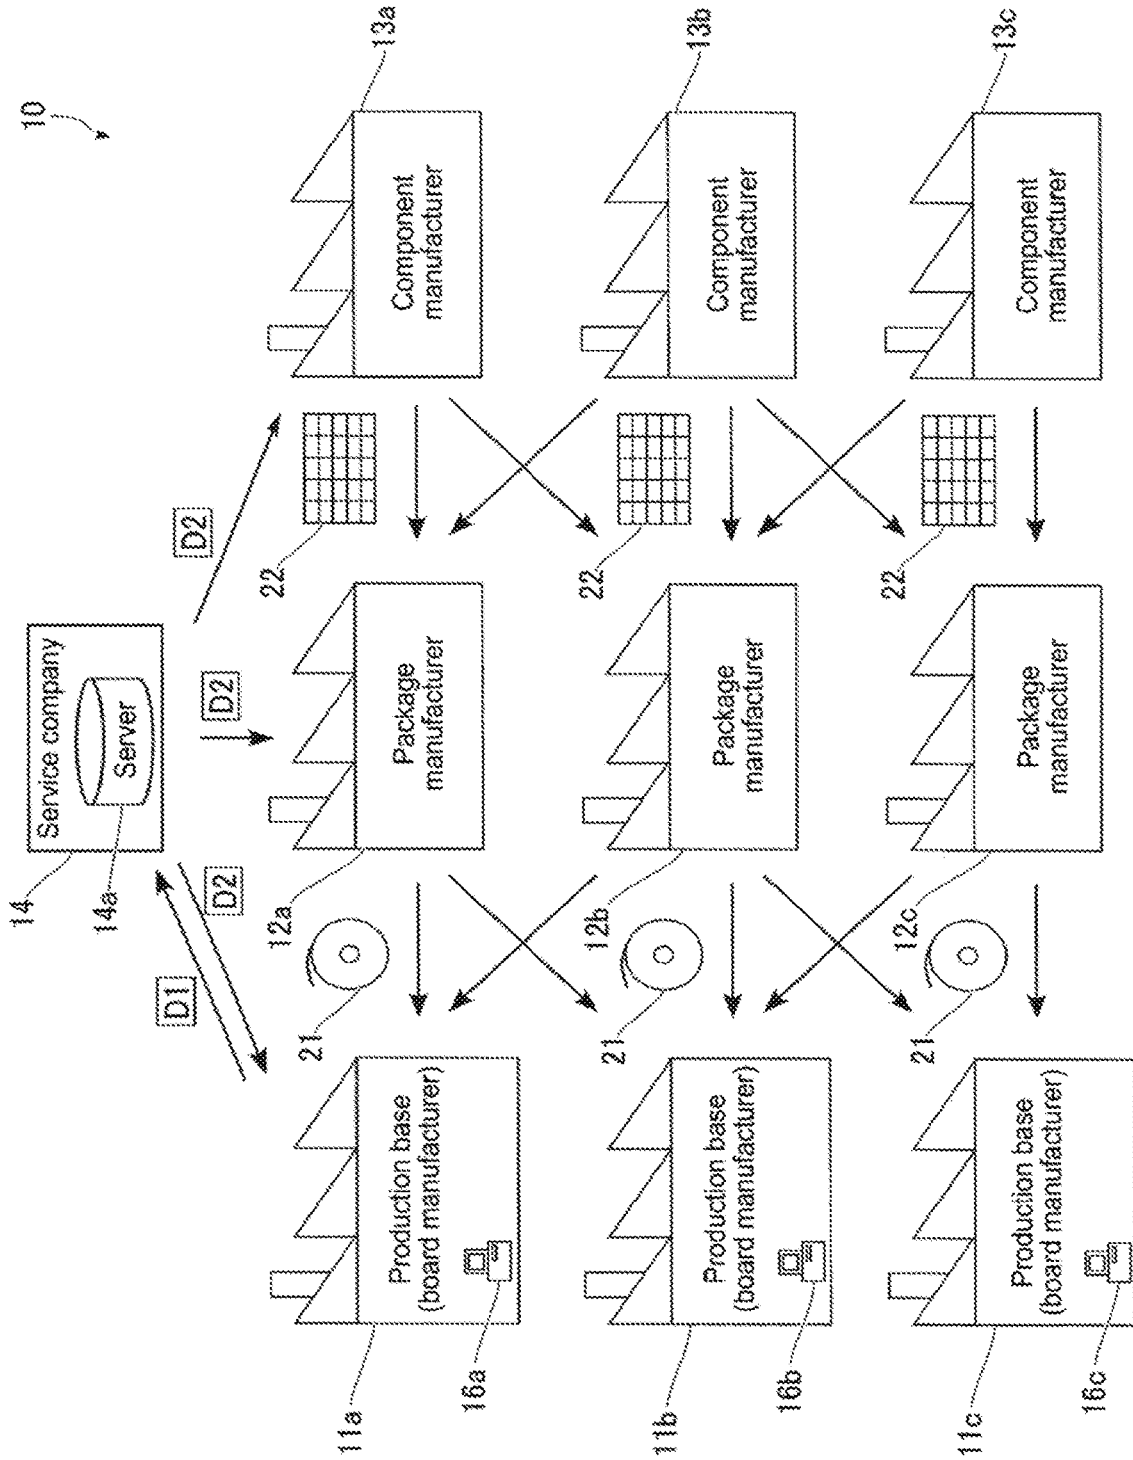 10
14
Service company
14a
Server
D1
D2
D2
D2
11a
Production base
(board manufacturer)
16a
21
12a
Package
manufacturer
22
13a
Component
manufacturer
11b
Production base
(board manufacturer)
16b
21
12b
Package
manufacturer
22
13b
Component
manufacturer
11c
Production base
(board manufacturer)
16c
21
12c
Package
manufacturer
22
13c
Component
manufacturer